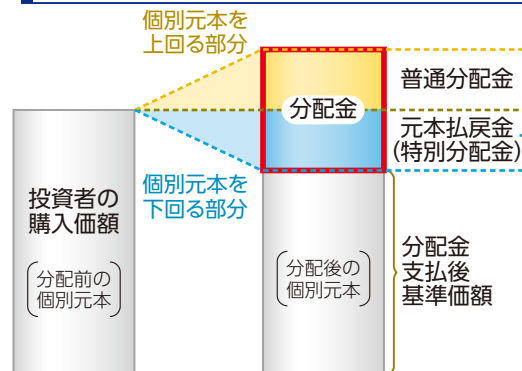 個別元本を
上回る部分
普通分配金
分配金
元本払戻金
(特別分配金)
個別元本を
下回る部分
投資者の
購入価額
(分配前の
個別元本)
(分配後の
個別元本)
分配金
支払後
基準価額